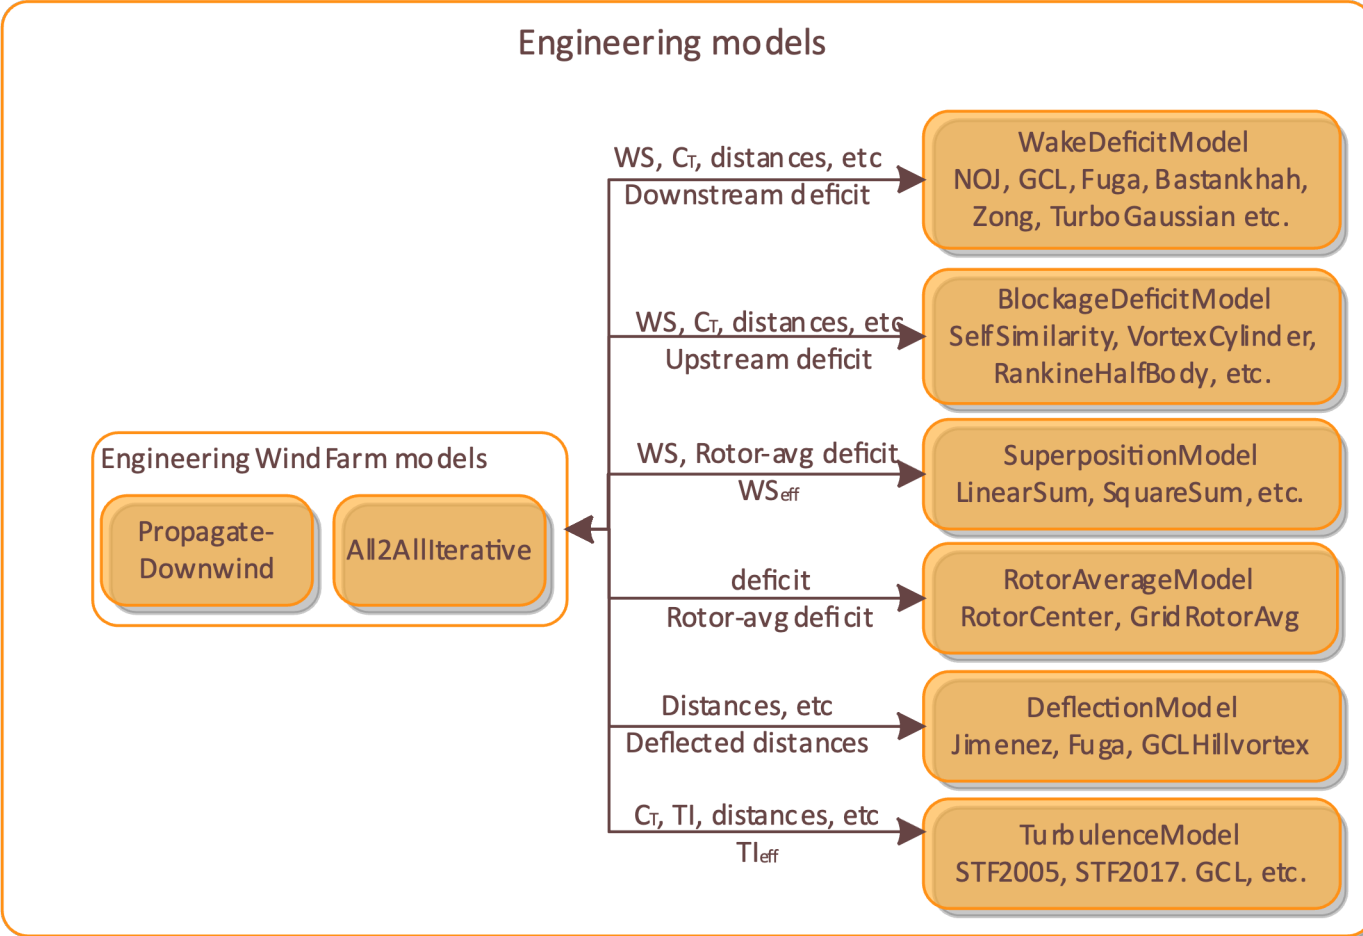 Engineering models
WS, CT, distances, etc
Downstream deficit
WakeDeficitModel
NOJ, GCL, Fuga, Bastankhah,
Zong, TurboGaussian etc.
WS, CT, distances, etc
Upstream deficit
BlockageDeficitModel
SelfSimilarity, VortexCylinder,
RankineHalfBody, etc.
Engineering Wind Farm models
Propagate-
Downwind
All2AllIterative
WS, Rotor-avg deficit
WSeff
SuperpositionModel
LinearSum, SquareSum, etc.
deficit
Rotor-avg deficit
RotorAverageModel
RotorCenter, GridRotorAvg
Distances, etc
Deflected distances
DeflectionModel
Jimenez, Fuga, GCLHillvortex
CT, TI, distances, etc
TIeff
TurbulenceModel
STF2005, STF2017. GCL, etc.